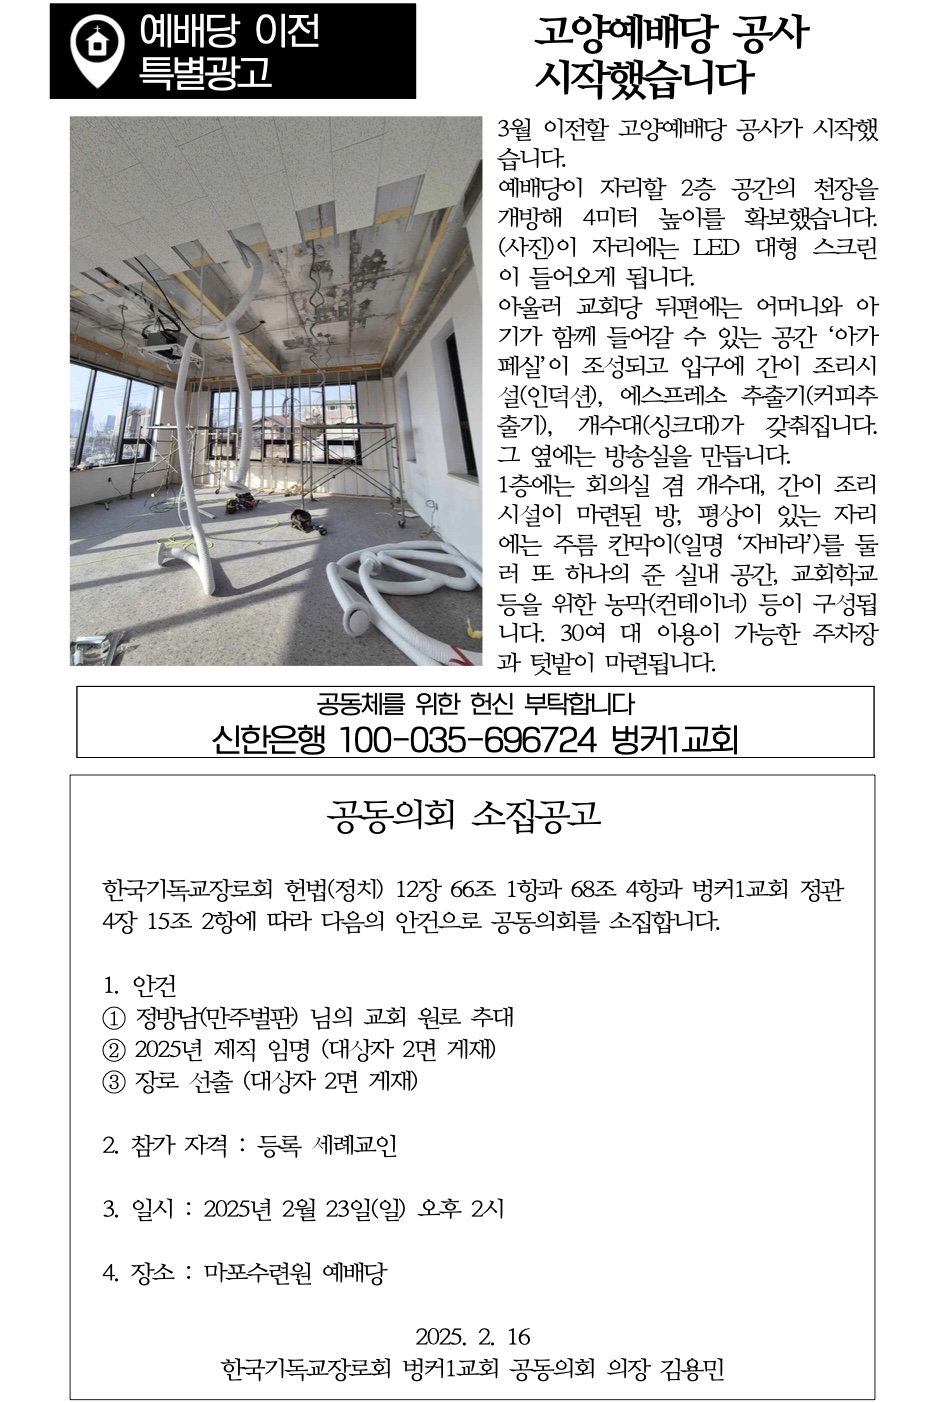 예배당 이전
특별광고
고양예배당 공사
시작했습니다
3월 이전할 고양예배당 공사가 시작했
습니다.
예배당이 자리할 2층 공간의 천장을
개방해 4미터 높이를 확보했습니다.
(사진)이 자리에는 LED 대형 스크린
이 들어오게 됩니다.
아울러 교회당 뒤편에는 어머니와 아
기가 함께 들어갈 수 있는 공간 ‘아가
페실’이 조성되고 입구에 간이 조리시
설(인덕션), 에스프레소 추출기(커피추
출기), 개수대(싱크대)가 갖춰집니다.
그 옆에는 방송실을 만듭니다.
1층에는 회의실 겸 개수대, 간이 조리
시설이 마련된 방, 평상이 있는 자리
에는 주름 칸막이(일명 ‘자바라’)를 둘
러 또 하나의 준 실내 공간, 교회학교
등을 위한 농막(컨테이너) 등이 구성됩
니다. 30여 대 이용이 가능한 주차장
과 텃밭이 마련됩니다.
공동체를 위한 헌신 부탁합니다
신한은행 100-035-696724 벙커1교회
공동의회 소집공고
한국기독교장로회 헌법(정치) 12장 66조 1항과 68조 4항과 벙커1교회 정관
4장 15조 2항에 따라 다음의 안건으로 공동의회를 소집합니다.
1. 안건
① 정방남(만주벌판) 님의 교회 원로 추대
② 2025년 제직 임명 (대상자 2면 게재)
③ 장로 선출 (대상자 2면 게재)
2. 참가 자격 : 등록 세례교인
3. 일시 : 2025년 2월 23일(일) 오후 2시
4. 장소 : 마포수련원 예배당
2025. 2. 16
한국기독교장로회 벙커1교회 공동의회 의장 김용민